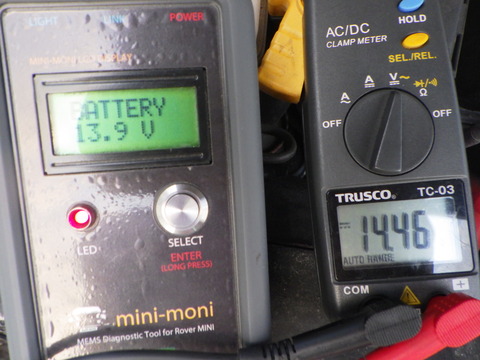 LIGHT LINK POWER
BATTERY
13.9 V
LED
SELECT
ENTER
(LONG PRESS)
mini-moni
MEMS Diagnostic Tool for Rover MINI
HOLD
AC/DC
CLAMP METER
SEL./REL.
A A V Ω
OFF OFF
TRUSCO TC-03
14.46
AUTO RANGE
COM +